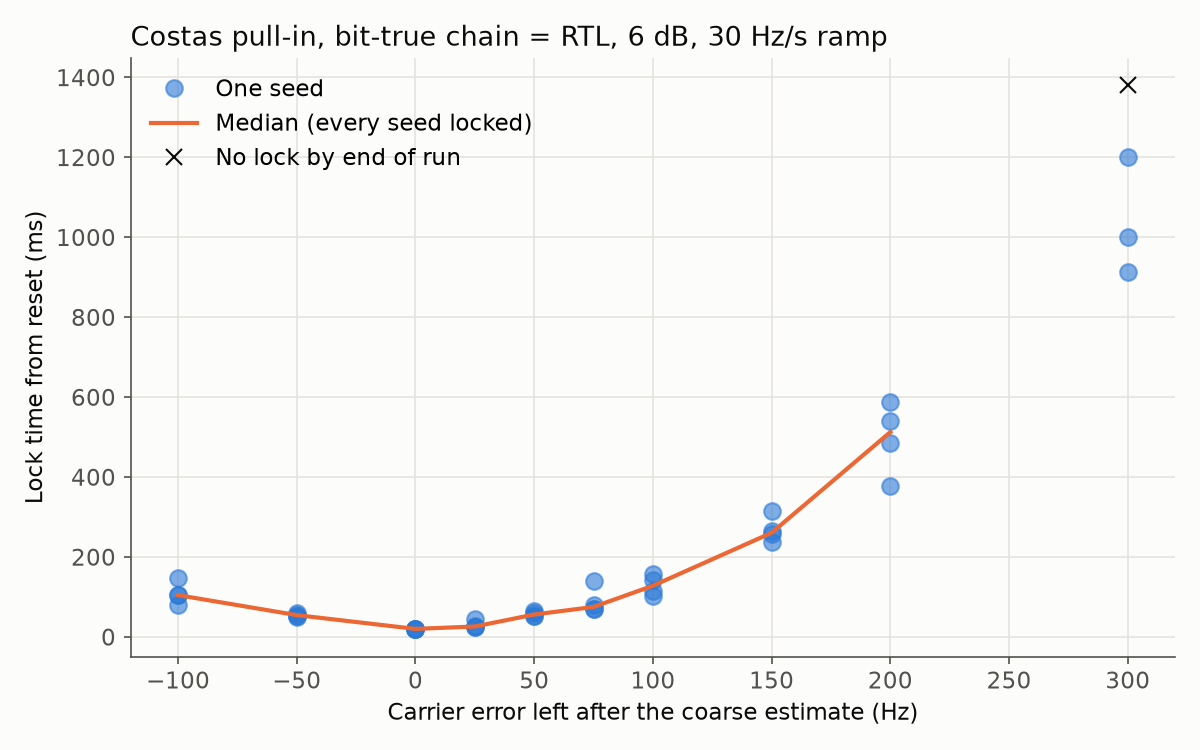 Costas pull-in, bit-true chain = RTL, 6 dB, 30 Hz/s ramp
One seed
Median (every seed locked)
No lock by end of run
Lock time from reset (ms)
1400
1200
1000
800
600
400
200
0
−100 −50 0 50 100 150 200 250 300
Carrier error left after the coarse estimate (Hz)